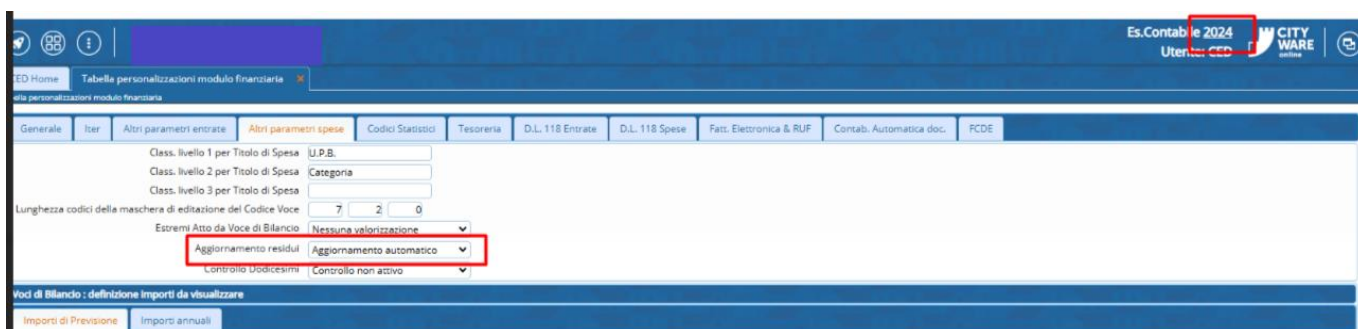 Es.Contabile 2024
Utente: CED
CITY
WARE
online
CED Home Tabella personalizzazioni modulo finanziaria
ella personalizzazioni modulo finanziaria
Generale Iter Altri parametri entrate Altri parametri spese Codici Statistici Tesoreria D.L. 118 Entrate D.L. 118 Spese Fatt. Elettronica & RUF Contab. Automatica doc. FCDE
Class. livello 1 per Titolo di Spesa U.P.B.
Class. livello 2 per Titolo di Spesa Categoria
Class. livello 3 per Titolo di Spesa
Lunghezza codici della maschera di editazione del Codice Voce 7 2 0
Estremi Atto da Voce di Bilancio Nessuna valorizzazione
Aggiornamento residui Aggiornamento automatico
Controllo Dodicesimi Controllo non attivo
Voci di Bilancio : definizione importi da visualizzare
Importi di Previsione Importi annuali